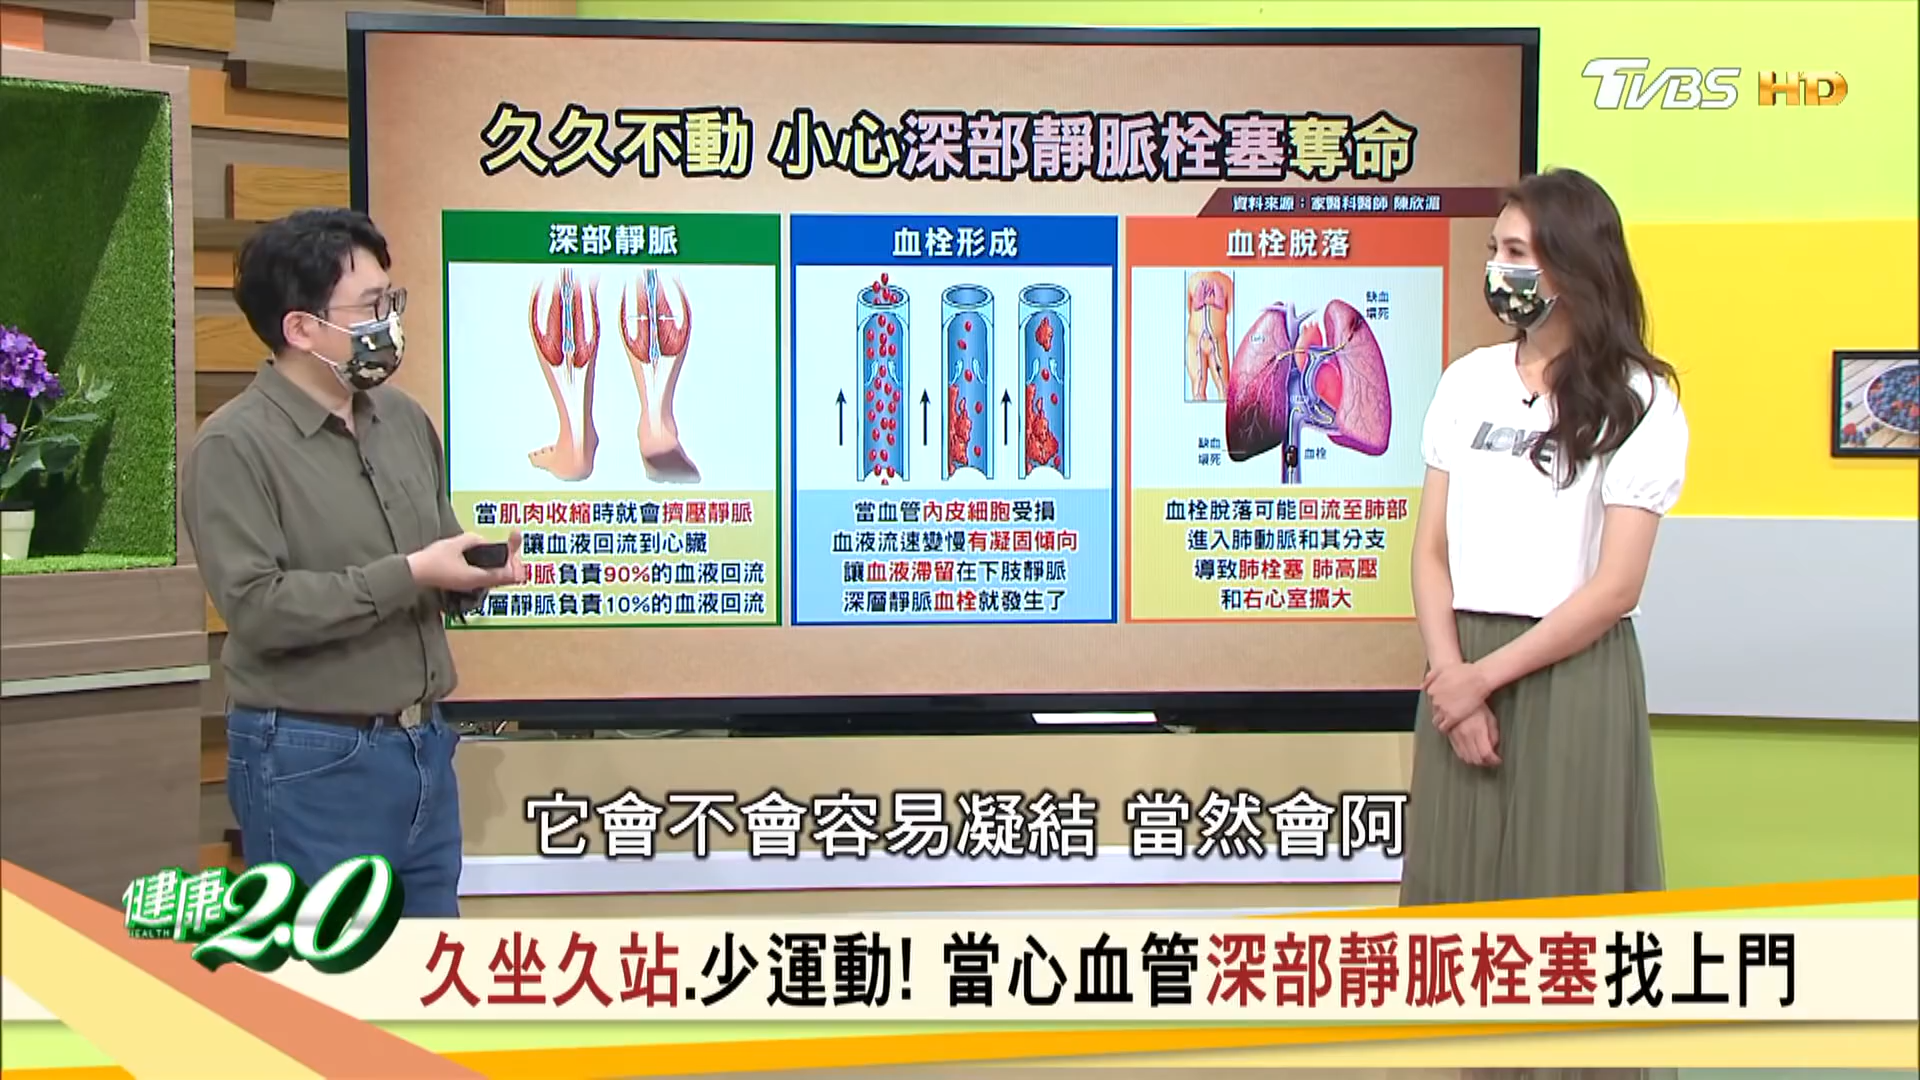 TVBS HD
久久不動 小心深部靜脈栓塞奪命
資料來源：家醫科醫師 陳欣湄
深部靜脈
當肌肉收縮時就會擠壓靜脈
讓血液回流到心臟
靜脈負責90%的血液回流
層靜脈負責10%的血液回流
血栓形成
當血管內皮細胞受損
血液流速變慢有凝固傾向
讓血液滯留在下肢靜脈
深層靜脈血栓就發生了
血栓脫落
缺血
壞死
缺血
壞死
血栓
血栓脫落可能回流至肺部
進入肺動脈和其分支
導致肺栓塞 肺高壓
和右心室擴大
LOVE
它會不會容易凝結 當然會阿
健康2.0
HEALTH
久坐久站.少運動! 當心血管深部靜脈栓塞找上門